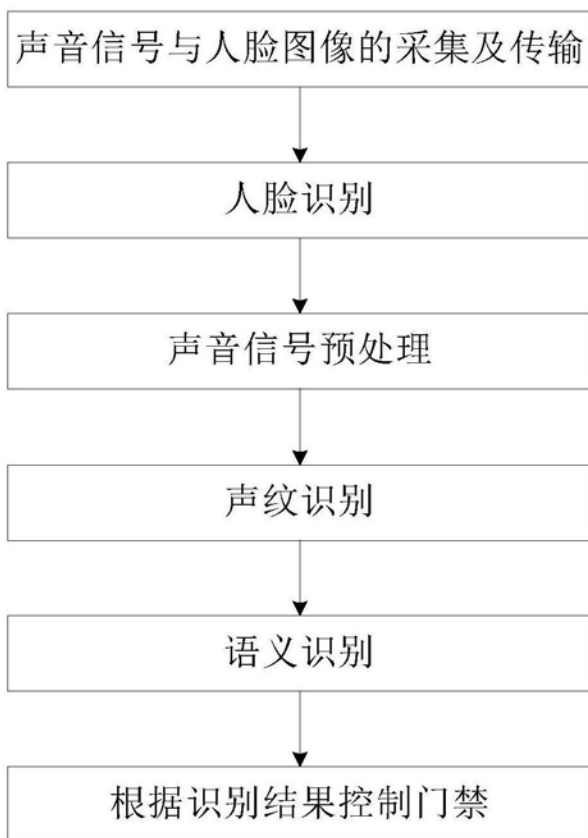 声音信号与人脸图像的采集及传输
人脸识别
声音信号预处理
声纹识别
语义识别
根据识别结果控制门禁